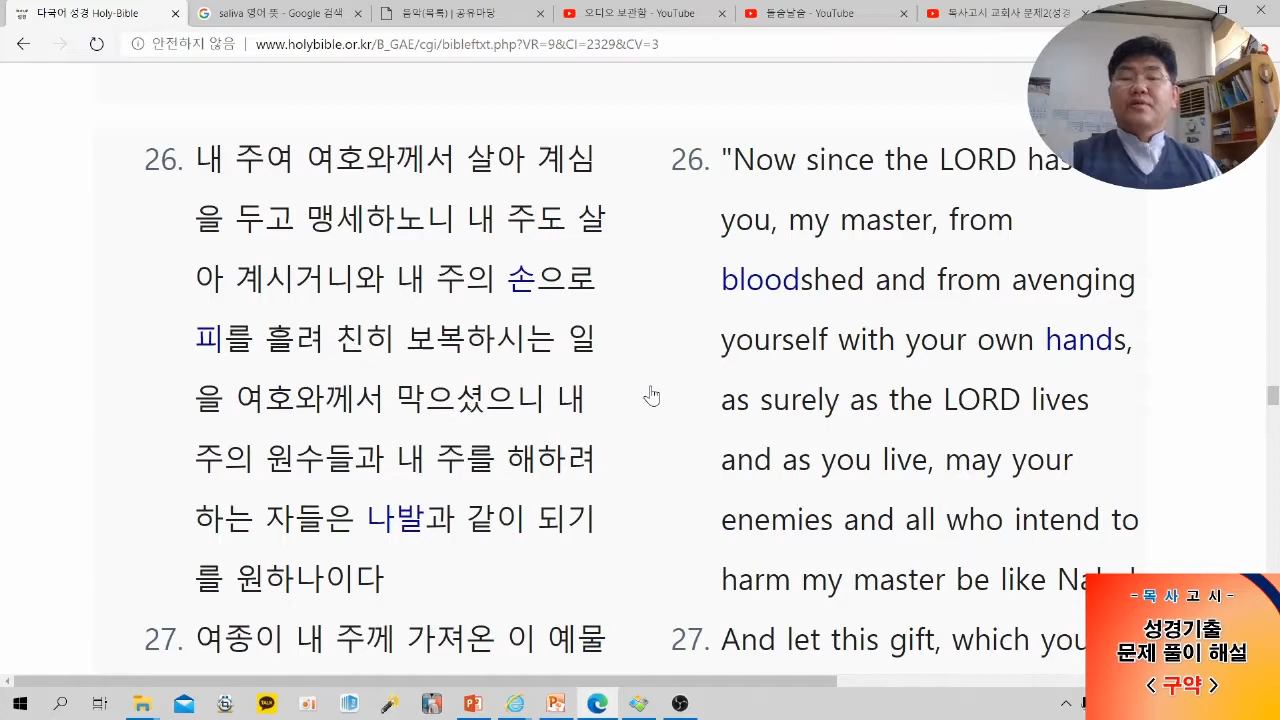 다국어 성경 Holy-Bible
saliva 영어 뜻 - Google 검색
음악(목록) | 공유마당
오디오 보관함 - YouTube
들숨날숨 - YouTube
목사고시 교회사 문제2(성경
안전하지 않음 | www.holybible.or.kr/B_GAE/cgi/bibleftxt.php?VR=9&CI=2329&CV=3
26. 내 주여 여호와께서 살아 계심
을 두고 맹세하노니 내 주도 살
아 계시거니와 내 주의 손으로
피를 흘려 친히 보복하시는 일
을 여호와께서 막으셨으니 내
주의 원수들과 내 주를 해하려
하는 자들은 나발과 같이 되기
를 원하나이다
27. 여종이 내 주께 가져온 이 예물
26. "Now since the LORD has
you, my master, from
bloodshed and from avenging
yourself with your own hands,
as surely as the LORD lives
and as you live, may your
enemies and all who intend to
harm my master be like
27. And let this gift, which
-목사고시-
성경기출
문제 풀이 해설
<구약>
TALK